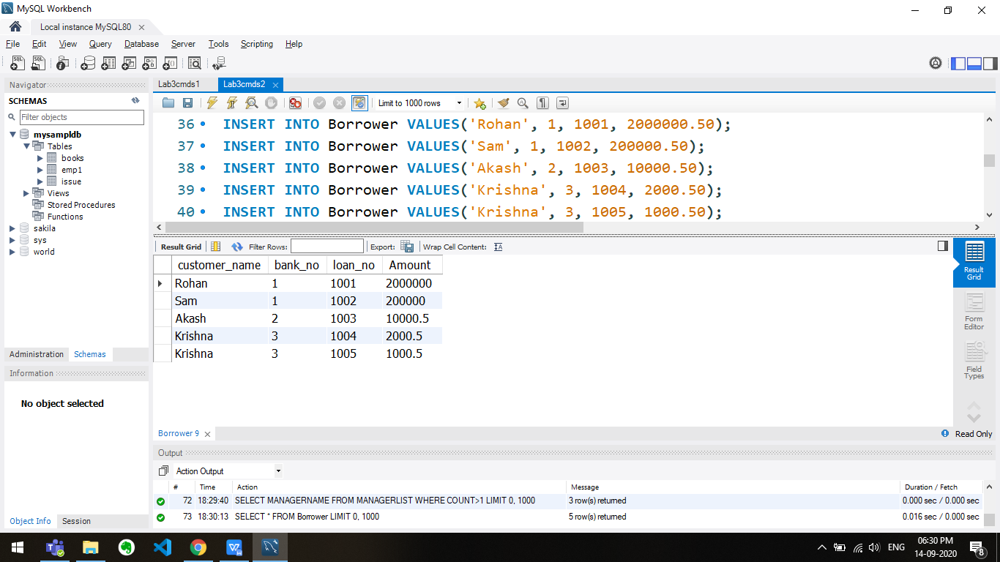 MySQL Workbench
Local instance MySQL80
File Edit View Query Database Server Tools Scripting Help
Navigator
SCHEMAS
Filter objects
mysampldb
Tables
books
emp1
issue
Views
Stored Procedures
Functions
sakila
sys
world
Administration Schemas
Information
No object selected
Object Info Session
Lab3cmds1 Lab3cmds2
Limit to 1000 rows
36 INSERT INTO Borrower VALUES('Rohan', 1, 1001, 2000000.50);
37 INSERT INTO Borrower VALUES('Sam', 1, 1002, 200000.50);
38 INSERT INTO Borrower VALUES('Akash', 2, 1003, 10000.50);
39 INSERT INTO Borrower VALUES('Krishna', 3, 1004, 2000.50);
40 INSERT INTO Borrower VALUES('Krishna', 3, 1005, 1000.50);
Result Grid Filter Rows: Export: Wrap Cell Content:
customer_name bank_no loan_no Amount
Rohan 1 1001 2000000
Sam 1 1002 200000
Akash 2 1003 10000.5
Krishna 3 1004 2000.5
Krishna 3 1005 1000.5
Result
Grid
Form
Editor
Field
Types
Borrower 9
Read Only
Output
Action Output
# Time Action Message Duration / Fetch
72 18:29:40 SELECT MANAGERNAME FROM MANAGERLIST WHERE COUNT>1 LIMIT 0, 1000 3 row(s) returned 0.000 sec / 0.000 sec
73 18:30:13 SELECT * FROM Borrower LIMIT 0, 1000 5 row(s) returned 0.016 sec / 0.000 sec
ENG
06:30 PM
14-09-2020
8